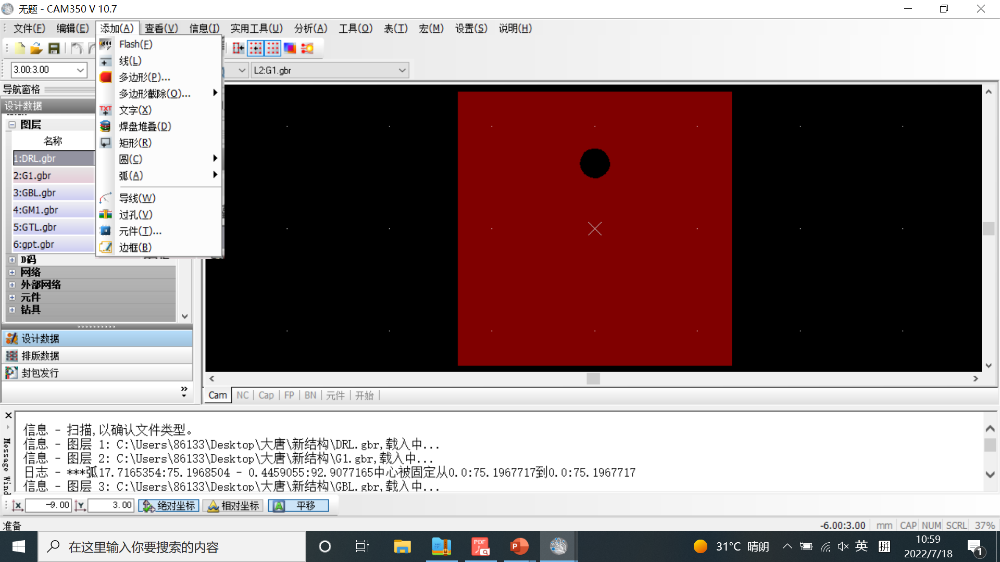 无题 - CAM350 V 10.7
文件(F) 编辑(E) 添加(A) 查看(V) 信息(I) 实用工具(U) 分析(A) 工具(O) 表(T) 宏(M) 设置(S) 说明(H)
3.00:3.00
L2:G1.gbr
Flash(F)
线(L)
多边形(P)...
多边形截除(O)...
文字(X)
焊盘堆叠(D)
矩形(R)
圆(C)
弧(A)
导线(W)
过孔(V)
元件(T)...
边框(B)
导航窗格
设计数据
图层
名称
1:DRL.gbr
2:G1.gbr
3:GBL.gbr
4:GM1.gbr
5:GTL.gbr
6:gpt.gbr
D码
网络
外部网络
元件
钻具
设计数据
排版数据
封包发行
Cam NC Cap FP BN 元件 开始
Message Wind
信息 - 扫描,以确认文件类型。
信息 - 图层 1: C:\Users\86133\Desktop\大唐\新结构\DRL.gbr,载入中...
信息 - 图层 2: C:\Users\86133\Desktop\大唐\新结构\G1.gbr,载入中...
日志 - ***弧17.7165354:75.1968504 - 0.4459055:92.9077165中心被固定从0.0:75.1967717到0.0:75.1967717
信息 - 图层 3: C:\Users\86133\Desktop\大唐\新结构\GBL.gbr,载入中...
X -9.00 Y 3.00 绝对坐标 相对坐标 平移
准备 -6.00:3.00 mm CAP NUM SCRL 37%
在这里输入你要搜索的内容
PDF
P
31°C 晴朗
英 拼
10:59
2022/7/18
1